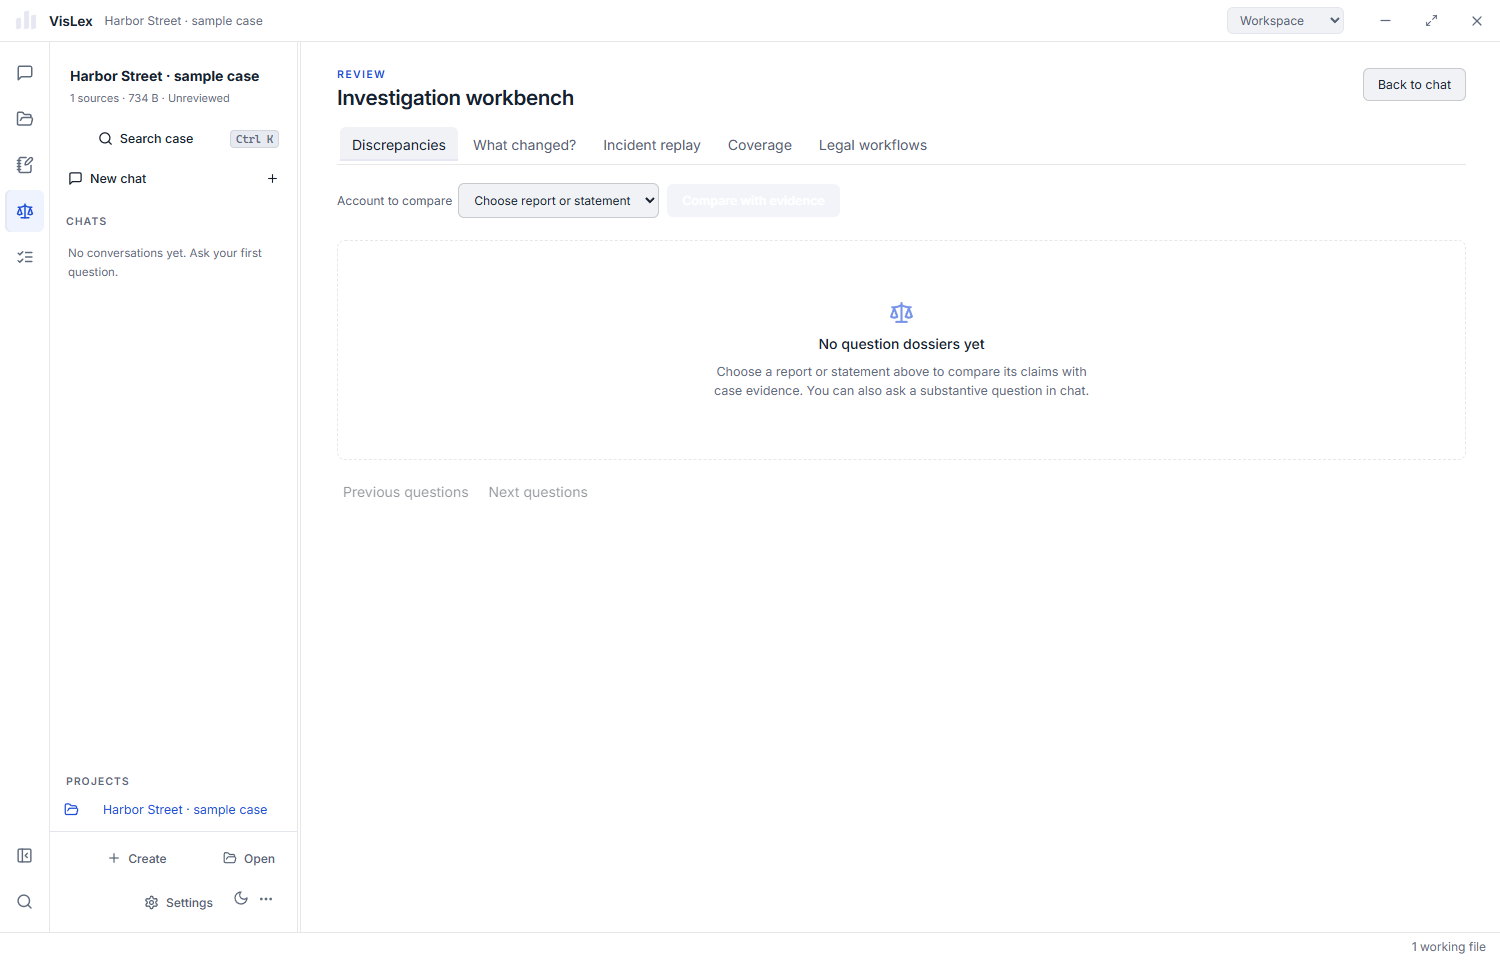 VisLex
Harbor Street · sample case
Workspace
Harbor Street · sample case
1 sources · 734 B · Unreviewed
Search case
Ctrl K
New chat
CHATS
No conversations yet. Ask your first
question.
PROJECTS
Harbor Street · sample case
Create
Open
Settings
REVIEW
Investigation workbench
Back to chat
Discrepancies
What changed?
Incident replay
Coverage
Legal workflows
Account to compare
Choose report or statement
Compare with evidence
No question dossiers yet
Choose a report or statement above to compare its claims with
case evidence. You can also ask a substantive question in chat.
Previous questions
Next questions
1 working file